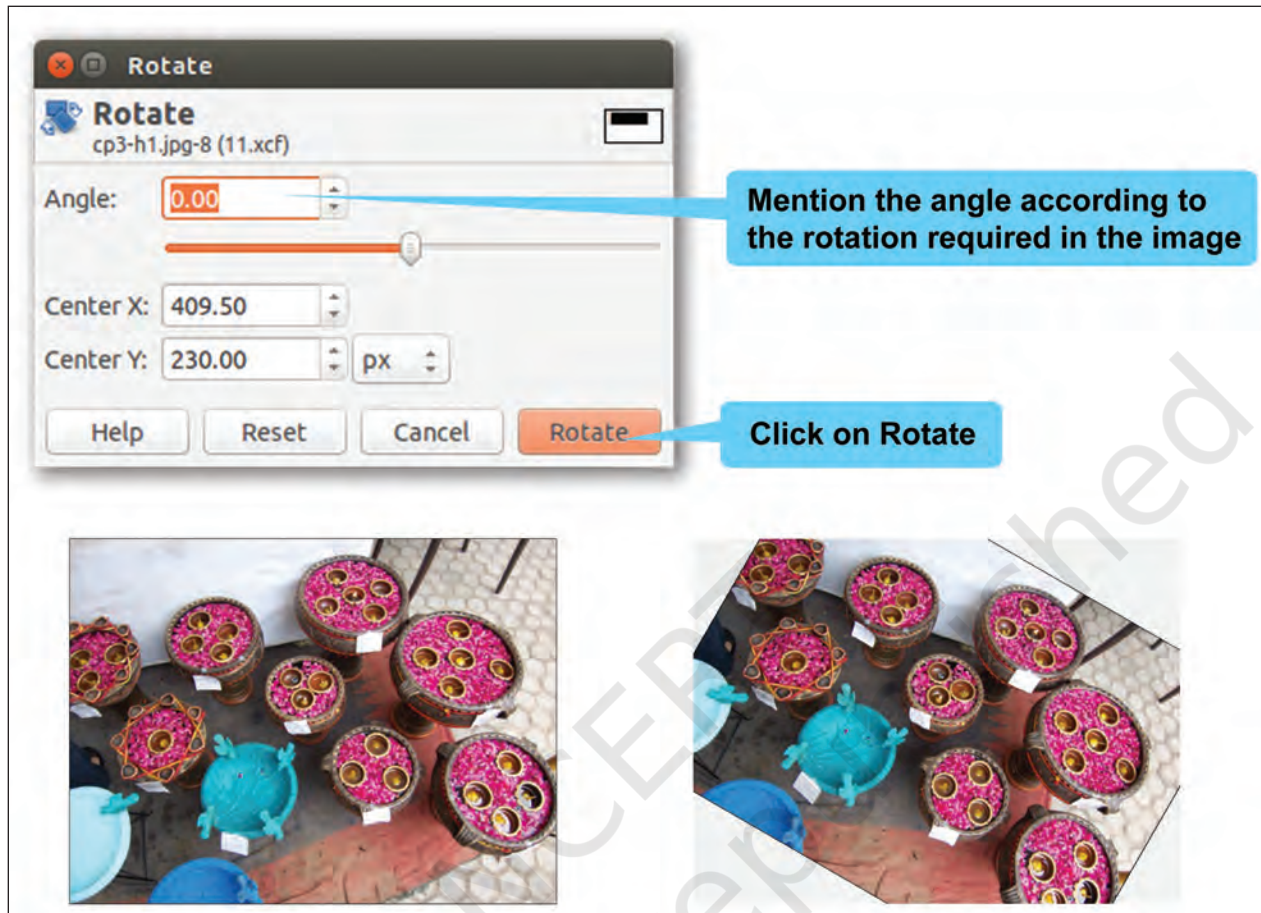 Rotate
Rotate
cp3-h1.jpg-8 (11.xcf)
Angle: 0.00
Mention the angle according to
the rotation required in the image
Center X: 409.50
Center Y: 230.00 px
Help Reset Cancel Rotate
Click on Rotate